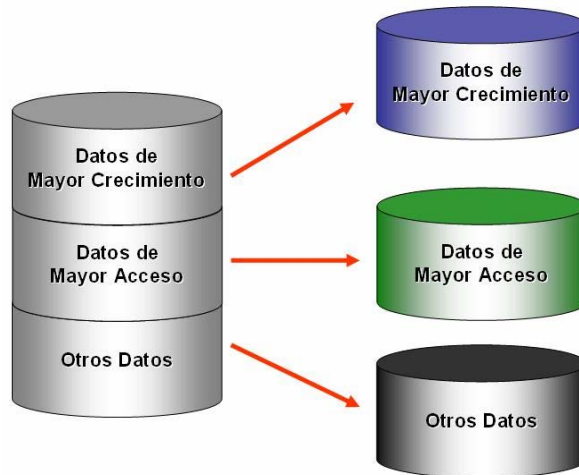 Datos de
Mayor Crecimiento
Datos de
Mayor Acceso
Otros Datos
Datos de
Mayor Crecimiento
Datos de
Mayor Acceso
Otros Datos